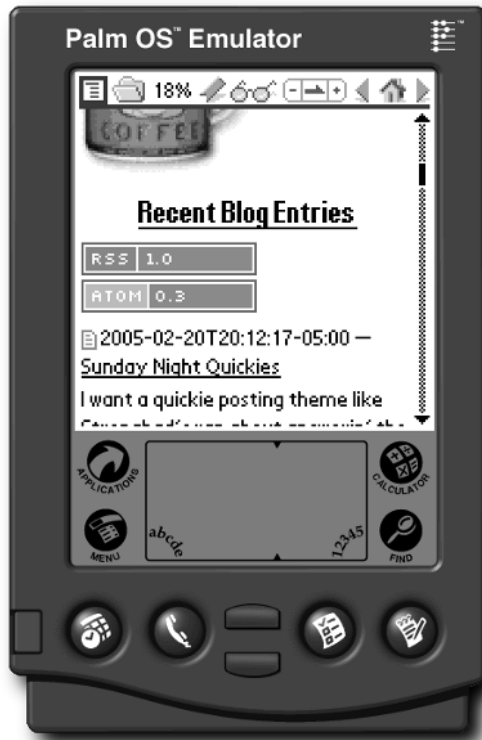 Palm OS™ Emulator
18%
COFFEE
Recent Blog Entries
RSS 1.0
ATOM 0.3
2005-02-20T20:12:17-05:00 —
Sunday Night Quickies
I want a quickie posting theme like
APPLICATIONS
CALCULATOR
MENU
abcde
12345
FIND